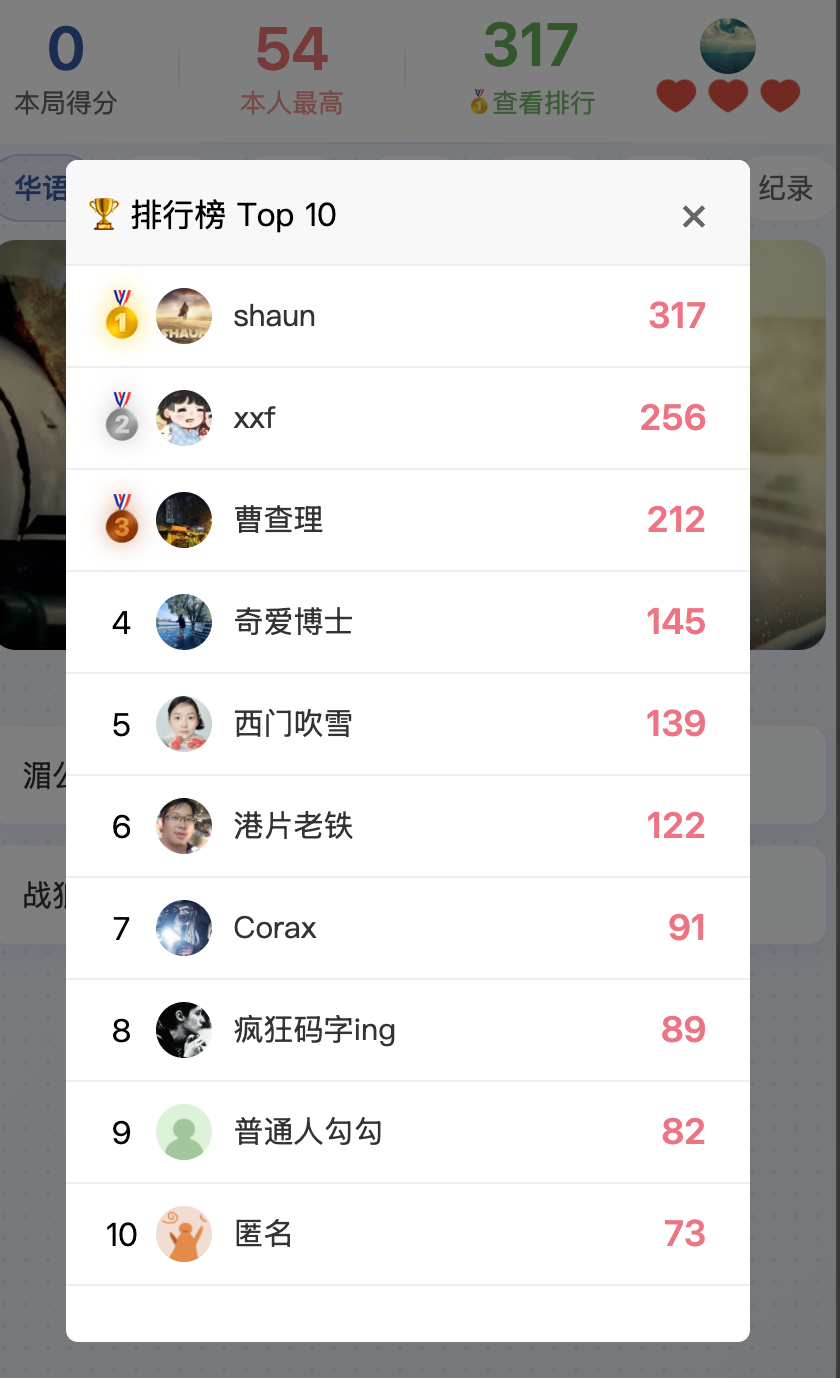 0
本局得分
54
本人最高
317
查看排行
华语
纪录
排行榜 Top 10
1 shaun 317
2 xxf 256
3 曹查理 212
4 奇爱博士 145
5 西门吹雪 139
6 港片老铁 122
7 Corax 91
8 疯狂码字ing 89
9 普通人勾勾 82
10 匿名 73
湄
战